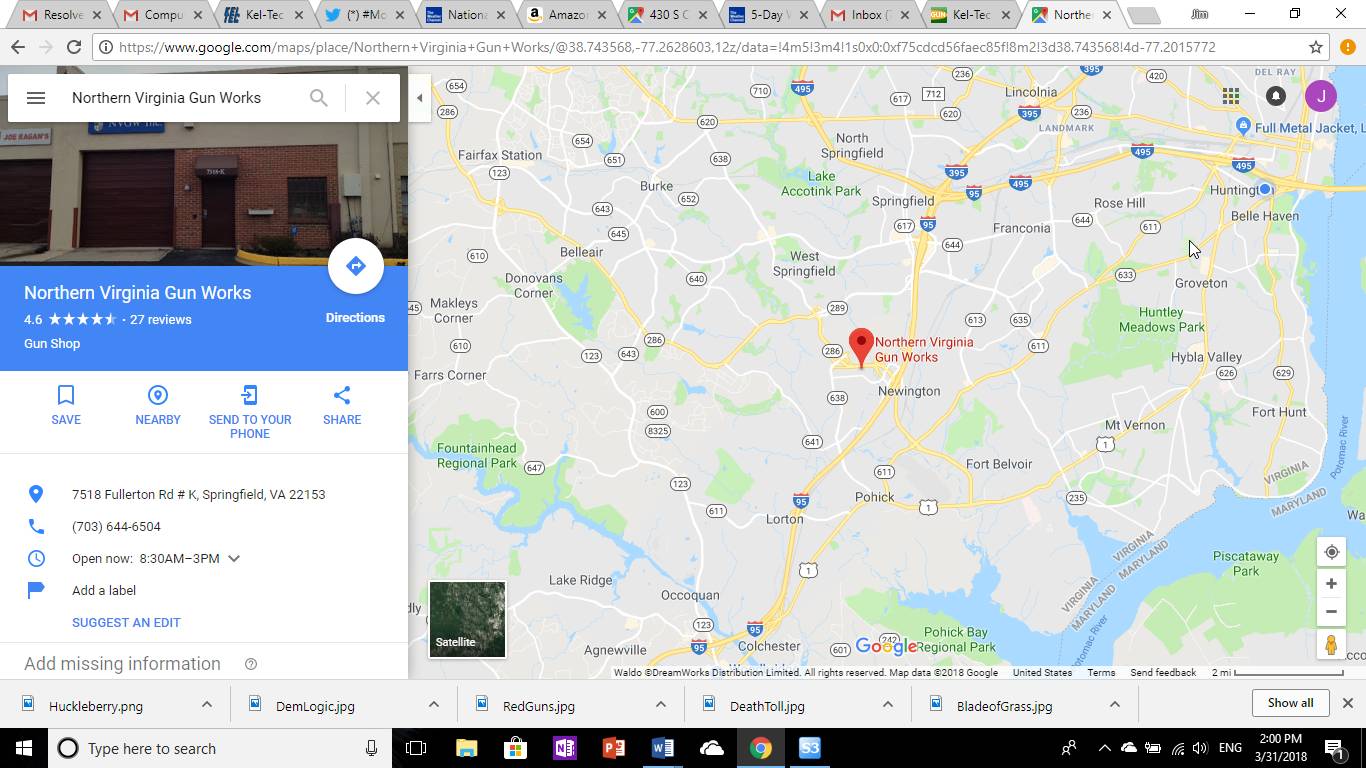 Resolve
Compu
Kel-Tec
(*) #Mo
Nationa
Amazo
430 S C
5-Day W
Inbox (
Kel-Tec
Northe
Jim
https://www.google.com/maps/place/Northern+Virginia+Gun+Works/@38.743568,-77.2628603,12z/data=!4m5!3m4!1s0x0:0xf75cdcd56faec85f!8m2!3d38.743568!4d-77.2015772
Northern Virginia Gun Works
JOE RAGAN'S
NVGW Inc.
7518-K
Northern Virginia Gun Works
4.6 · 27 reviews
Gun Shop
Directions
SAVE
NEARBY
SEND TO YOUR
PHONE
SHARE
7518 Fullerton Rd # K, Springfield, VA 22153
(703) 644-6504
Open now: 8:30AM–3PM
Add a label
SUGGEST AN EDIT
Add missing information
J
DEL RAY
Lincolnia
LANDMARK
Full Metal Jacket, L
North
Springfield
Fairfax Station
Burke
Lake
Accotink Park
Springfield
Huntington
Rose Hill
Belle Haven
Franconia
Belleair
West
Springfield
Donovans
Corner
Groveton
Makleys
Corner
Huntley
Meadows Park
Northern Virginia
Gun Works
Hybla Valley
Farrs Corner
Newington
Fort Hunt
Mt Vernon
Fountainhead
Regional Park
Fort Belvoir
Potomac River
VIRGINIA
MARYLAND
Pohick
Lorton
VIRGINIA
MARYLAND
Piscataway
Park
Lake Ridge
Occoquan
VIRGINIA
MARYLAND
Potomac River
Pohick Bay
Regional Park
Agnewville
Colchester
654
286
710
495
617
712
236
395
420
620
620
395
236
654
651
638
123
652
395
95
495
495
495
643
645
617
95
644
644
611
610
640
633
289
613
635
286
286
611
610
123
643
626
629
638
600
8325
641
1
647
611
123
95
235
611
1
1
123
95
95
601
242
Satellite
Google
Waldo ©DreamWorks Distribution Limited. All rights reserved. Map data ©2018 Google
United States
Terms
Send feedback
2 mi
Huckleberry.png
DemLogic.jpg
RedGuns.jpg
DeathToll.jpg
BladeofGrass.jpg
Show all
Type here to search
ENG
2:00 PM
3/31/2018
1